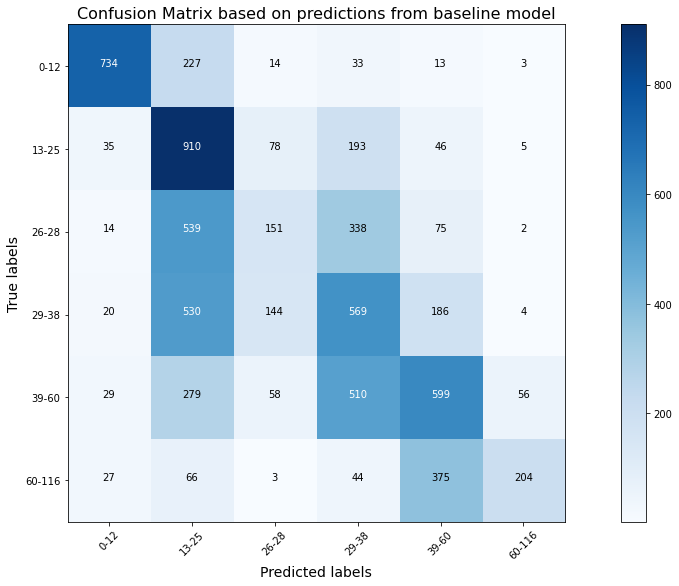 Confusion Matrix based on predictions from baseline model
0-12 734 227 14 33 13 3
13-25 35 910 78 193 46 5
26-28 14 539 151 338 75 2
29-38 20 530 144 569 186 4
39-60 29 279 58 510 599 56
60-116 27 66 3 44 375 204
0-12 13-25 26-28 29-38 39-60 60-116
Predicted labels
True labels
800
600
400
200